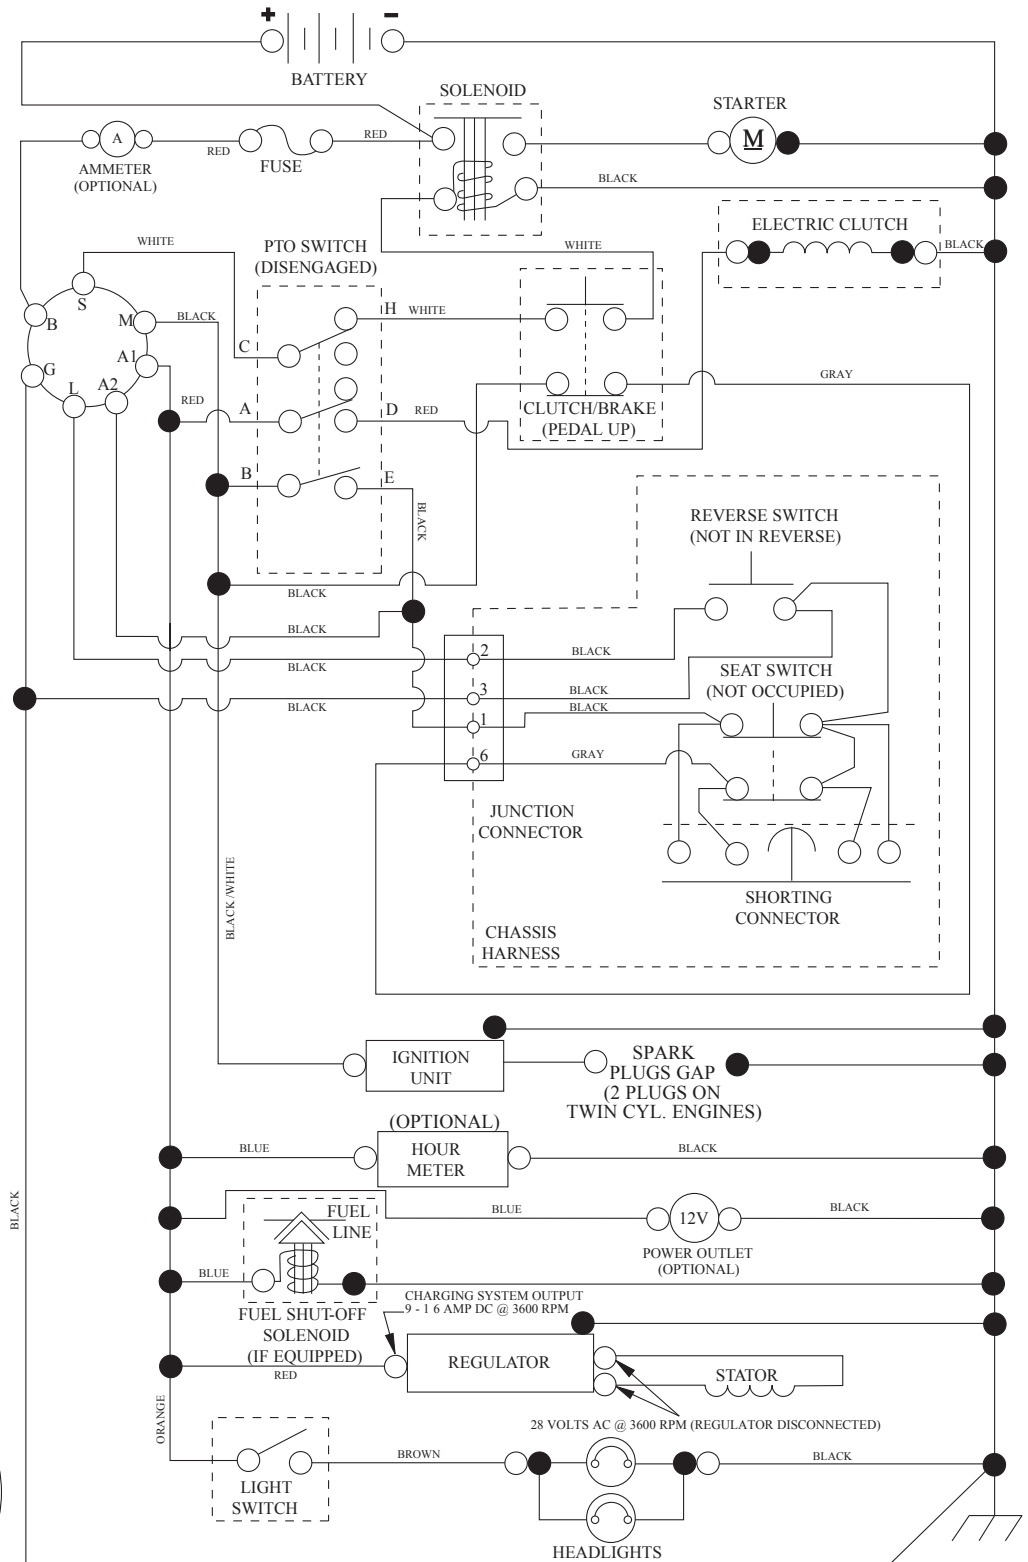 + -
BATTERY
SOLENOID
STARTER
A
RED
FUSE
RED
M
AMMETER
(OPTIONAL)
BLACK
ELECTRIC CLUTCH
WHITE
PTO SWITCH
(DISENGAGED)
WHITE
BLACK
S
B
M
BLACK
H
WHITE
C
A1
G
L
A2
RED
A
D
RED
GRAY
CLUTCH/BRAKE
(PEDAL UP)
B
E
BLACK
REVERSE SWITCH
(NOT IN REVERSE)
BLACK
BLACK
BLACK
2
BLACK
SEAT SWITCH
(NOT OCCUPIED)
3
BLACK
BLACK
BLACK
1
6
GRAY
JUNCTION
CONNECTOR
BLACK /WHITE
SHORTING
CONNECTOR
CHASSIS
HARNESS
IGNITION
UNIT
SPARK
PLUGS GAP
(2 PLUGS ON
TWIN CYL. ENGINES)
(OPTIONAL)
HOUR
METER
BLUE
BLACK
BLACK
FUEL
LINE
BLUE
12V
BLACK
POWER OUTLET
(OPTIONAL)
BLUE
CHARGING SYSTEM OUTPUT
9 - 1 6 AMP DC @ 3600 RPM
FUEL SHUT-OFF
SOLENOID
(IF EQUIPPED)
RED
REGULATOR
STATOR
ORANGE
28 VOLTS AC @ 3600 RPM (REGULATOR DISCONNECTED)
BROWN
BLACK
LIGHT
SWITCH
HEADLIGHTS